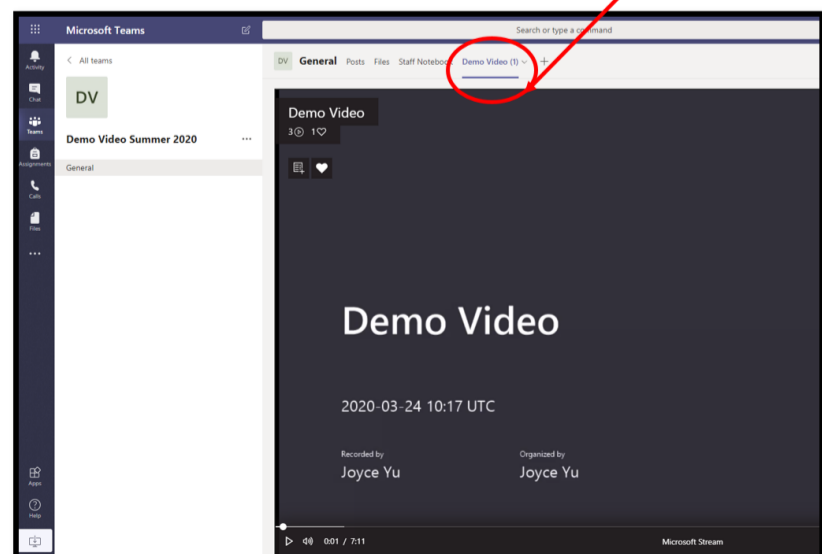 Microsoft Teams
Search or type a command
Activity
Chat
Teams
Assignments
Calls
Files
Apps
Help
< All teams
DV
Demo Video Summer 2020 ...
General
DV General Posts Files Staff Notebook Demo Video (1) +
Demo Video
3 1
Demo Video
2020-03-24 10:17 UTC
Recorded by Organized by
Joyce Yu Joyce Yu
0:01 / 7:11 Microsoft Stream